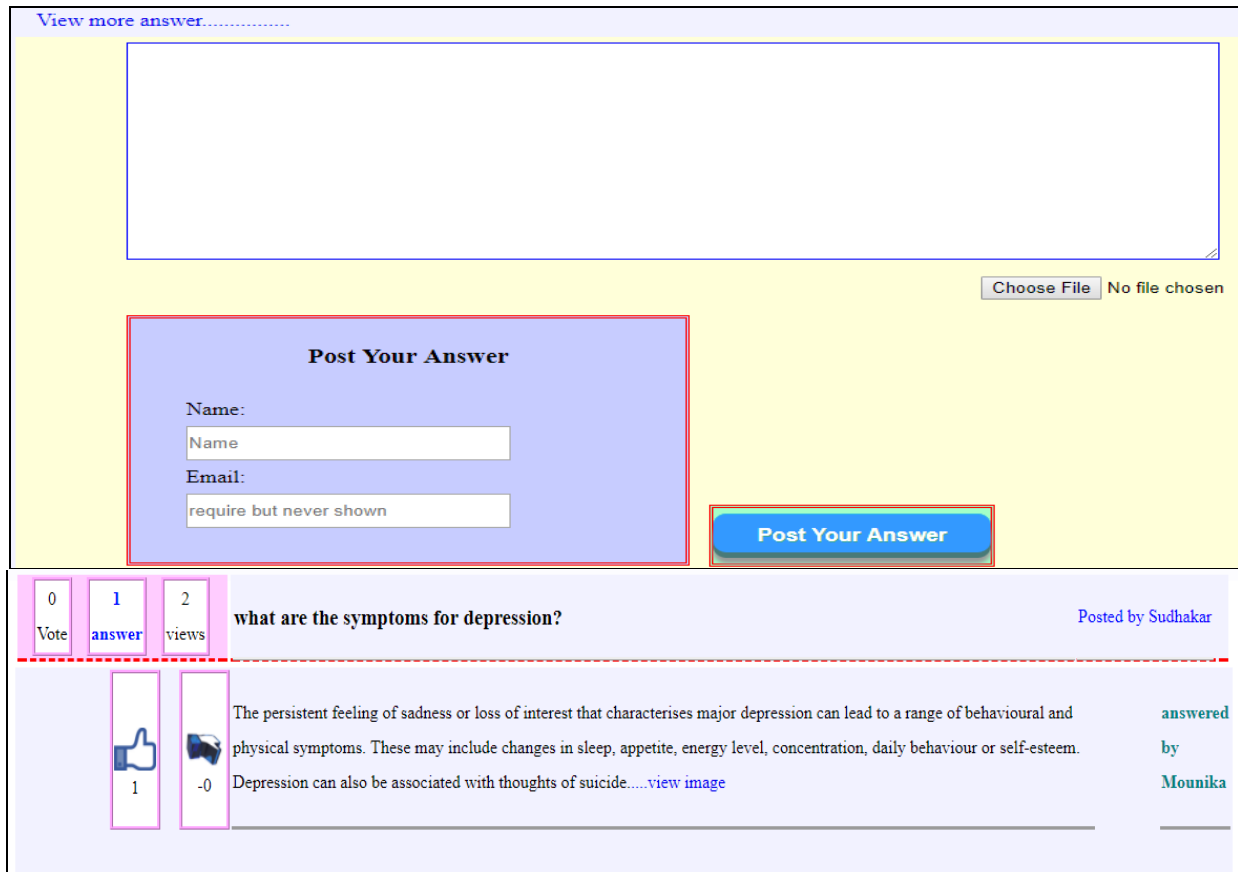 View more answer................
Choose File No file chosen
Post Your Answer
Name:
Name
Email:
require but never shown
Post Your Answer
0 1 2
Vote answer views
what are the symptoms for depression?
Posted by Sudhakar
The persistent feeling of sadness or loss of interest that characterises major depression can lead to a range of behavioural and
physical symptoms. These may include changes in sleep, appetite, energy level, concentration, daily behaviour or self-esteem.
Depression can also be associated with thoughts of suicide.....view image
1 -0
answered
by
Mounika